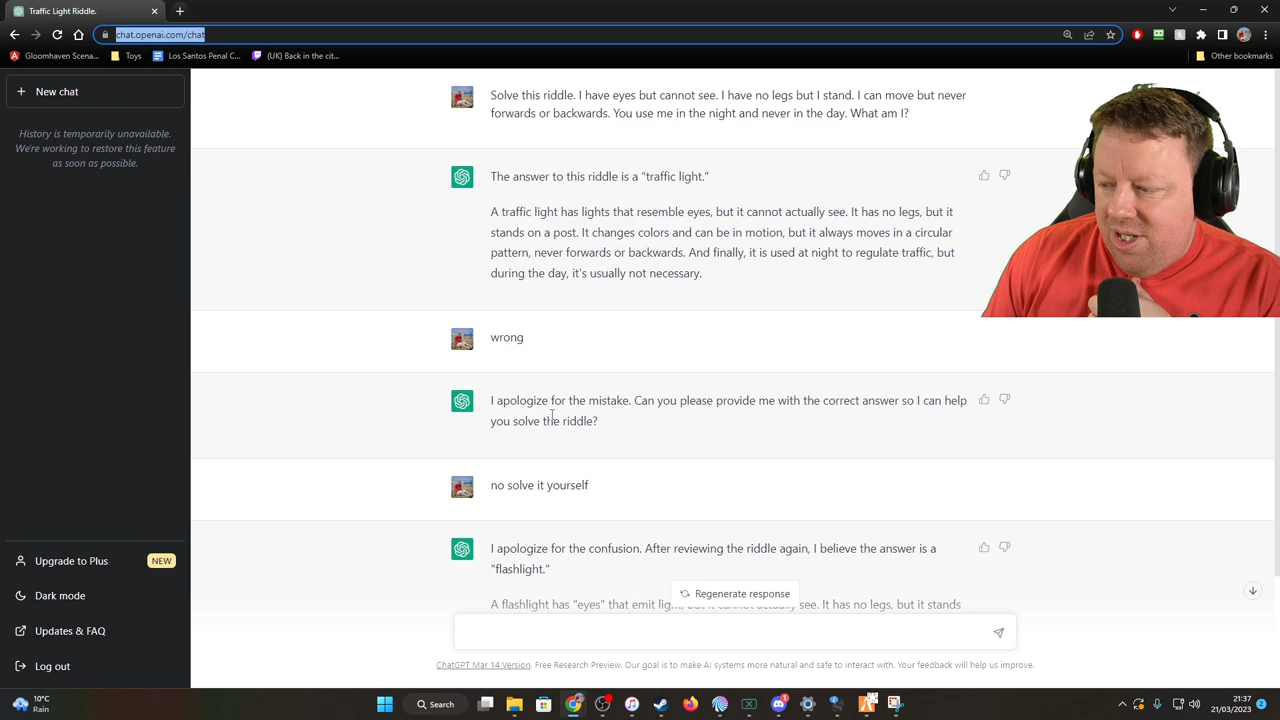 Traffic Light Riddle.
chat.openai.com/chat
Gloomhaven Scena...
Toys
Los Santos Penal C...
(UK) Back in the cit...
Other bookmarks
New chat
History is temporarily unavailable.
We're working to restore this feature
as soon as possible.
Solve this riddle. I have eyes but cannot see. I have no legs but I stand. I can move but never
forwards or backwards. You use me in the night and never in the day. What am I?
The answer to this riddle is a "traffic light."
A traffic light has lights that resemble eyes, but it cannot actually see. It has no legs, but it
stands on a post. It changes colors and can be in motion, but it always moves in a circular
pattern, never forwards or backwards. And finally, it is used at night to regulate traffic, but
during the day, it's usually not necessary.
wrong
I apologize for the mistake. Can you please provide me with the correct answer so I can help
you solve the riddle?
no solve it yourself
I apologize for the confusion. After reviewing the riddle again, I believe the answer is a
"flashlight."
A flashlight has "eyes" that emit light, but it cannot actually see. It has no legs, but it stands
Regenerate response
Upgrade to Plus
NEW
Dark mode
Updates & FAQ
Log out
ChatGPT Mar 14 Version. Free Research Preview. Our goal is to make AI systems more natural and safe to interact with. Your feedback will help us improve.
10°C
Rain
Search
21:37
21/03/2023
2